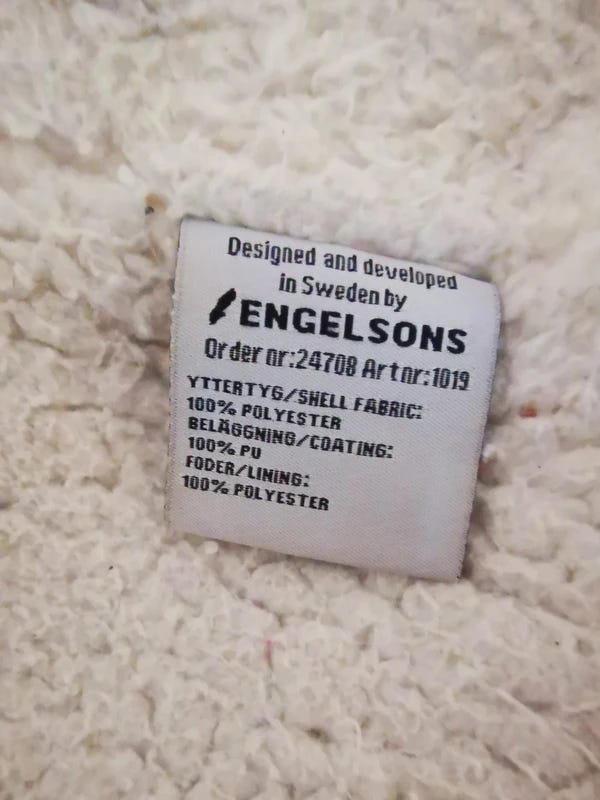 Designed and developed
in Sweden by
ENGELSONS
Order nr:24708 Art nr:1019
YTTERTYG/SHELL FABRIC:
100% POLYESTER
BELÄGGNING/COATING:
100% PU
FODER/LINING:
100% POLYESTER